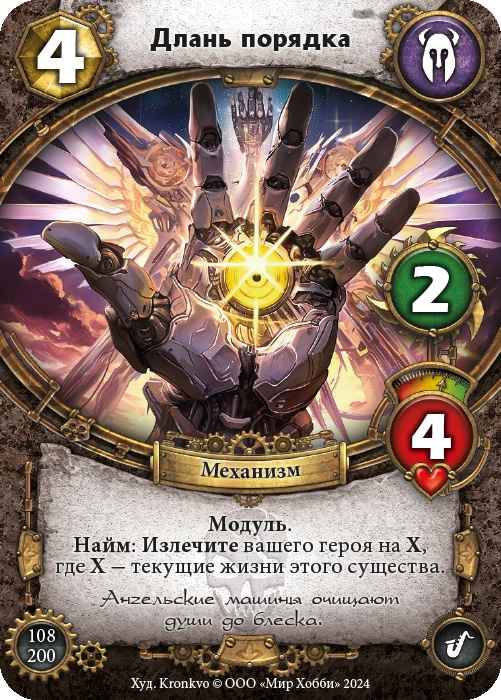 4
Длань порядка
2
4
Механизм
Модуль.
Найм: Излечите вашего героя на X,
где X – текущие жизни этого существа.
Ангельские машины очищают
души до блеска.
108
200
Худ. Kronkvo © ООО «Мир Хобби» 2024